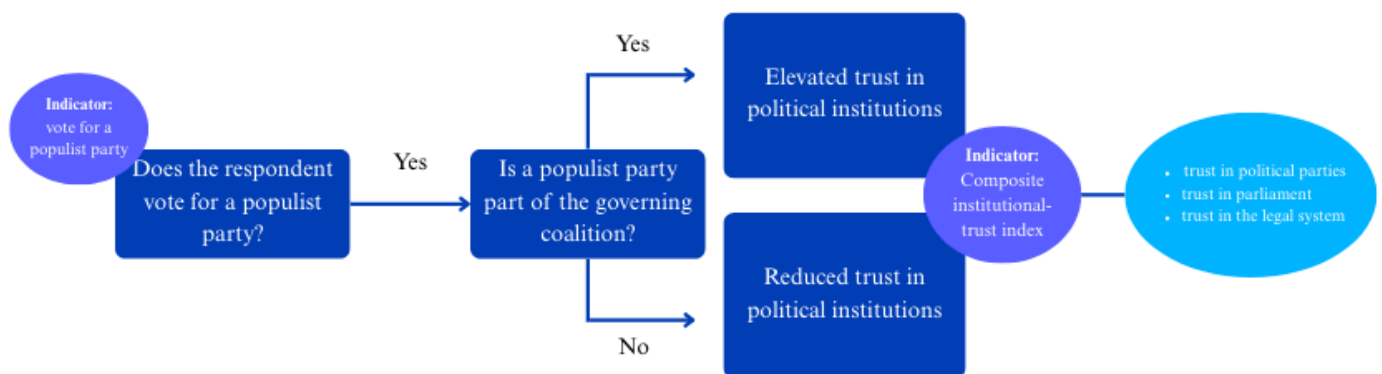 Indicator:
vote for a
populist party
Does the respondent
vote for a populist
party?
Yes
Is a populist party
part of the governing
coalition?
Yes
Elevated trust in
political institutions
No
Reduced trust in
political institutions
Indicator:
Composite
institutional-
trust index
• trust in political parties
• trust in parliament
• trust in the legal system